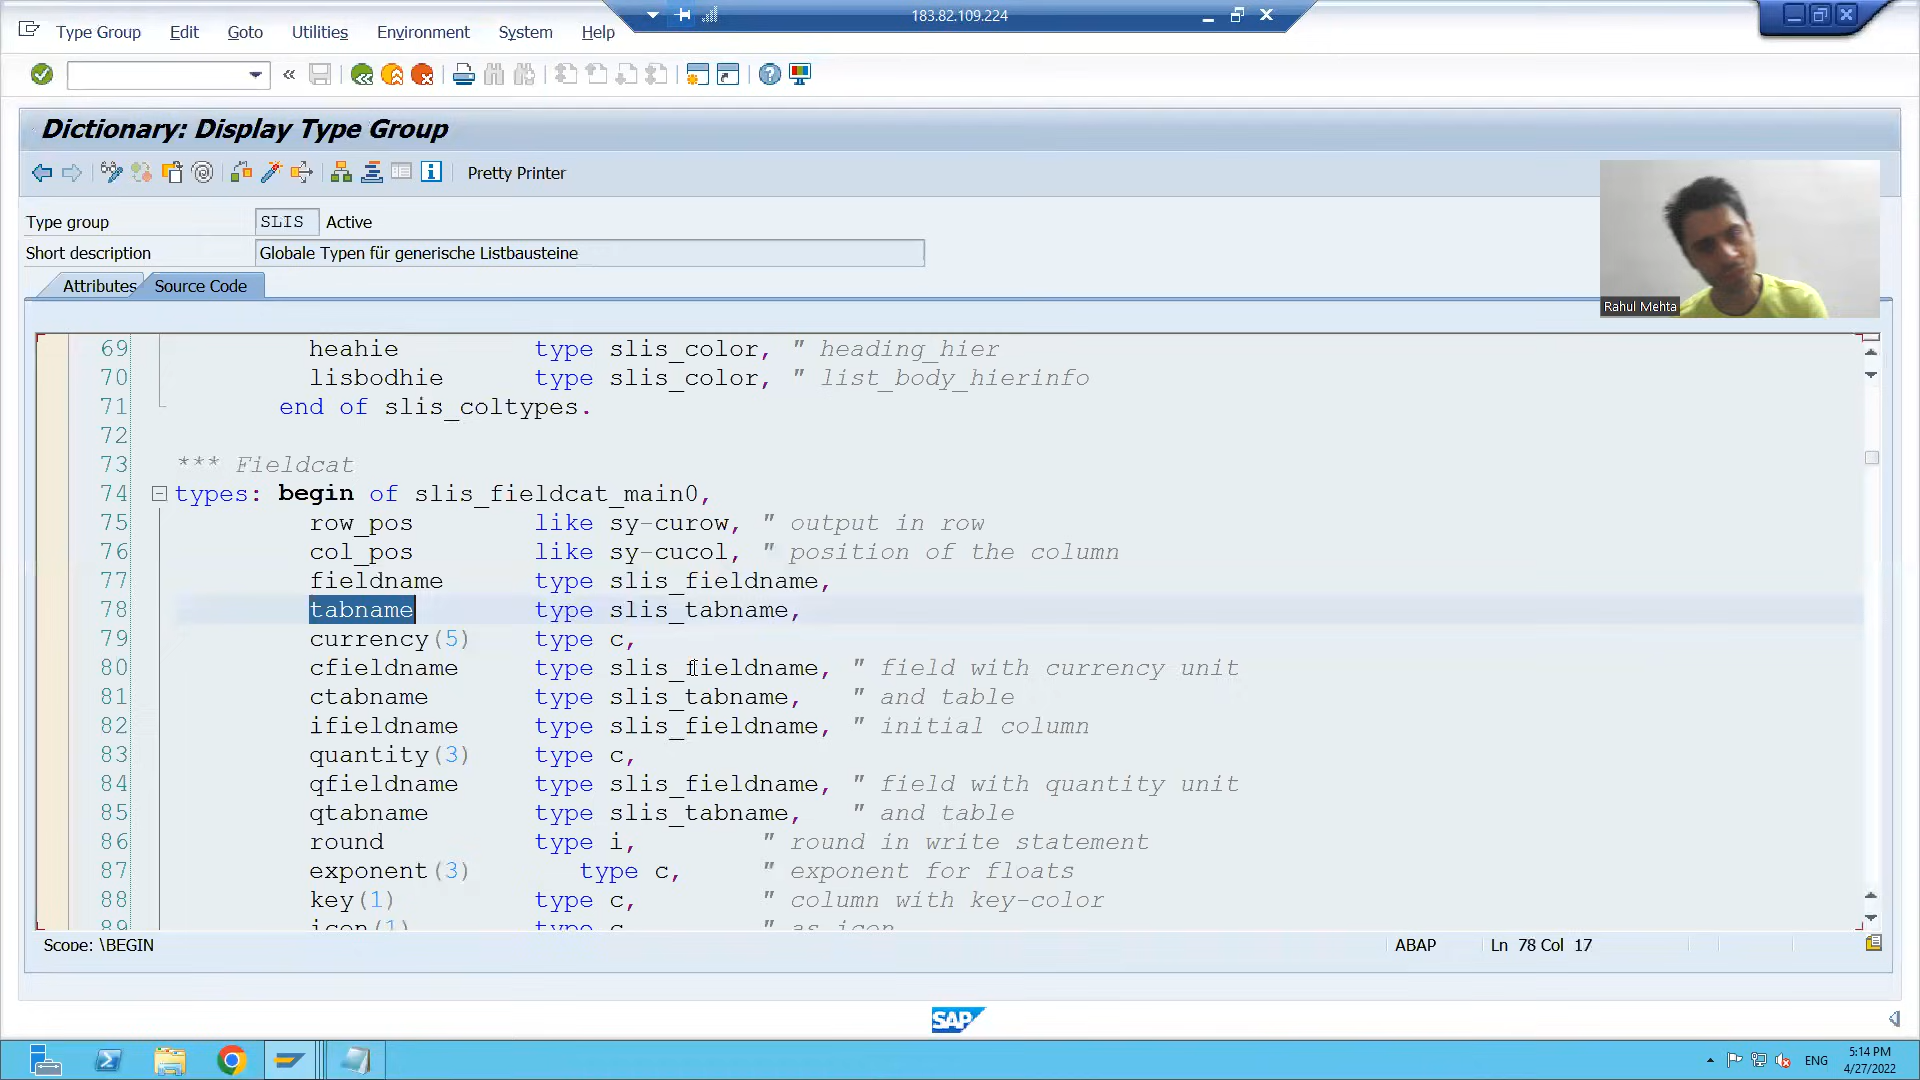 183.82.109.224
Type Group Edit Goto Utilities Environment System Help
Dictionary: Display Type Group
Pretty Printer
Type group SLIS Active
Short description Globale Typen für generische Listbausteine
Rahul Mehta
Attributes Source Code
69 heahie type slis_color, " heading_hier
70 lisbodhie type slis_color, " list_body_hierinfo
71 end of slis_coltypes.
72
73 *** Fieldcat
74 types: begin of slis_fieldcat_main0,
75 row_pos like sy-curow, " output in row
76 col_pos like sy-cucol, " position of the column
77 fieldname type slis_fieldname,
78 tabname type slis_tabname,
79 currency(5) type c,
80 cfieldname type slis_fieldname, " field with currency unit
81 ctabname type slis_tabname, " and table
82 ifieldname type slis_fieldname, " initial column
83 quantity(3) type c,
84 qfieldname type slis_fieldname, " field with quantity unit
85 qtabname type slis_tabname, " and table
86 round type i, " round in write statement
87 exponent(3) type c, " exponent for floats
88 key(1) type c, " column with key-color
89 icon(1) type c, " as icon
Scope: \BEGIN ABAP Ln 78 Col 17
SAP
ENG 5:14 PM
4/27/2022